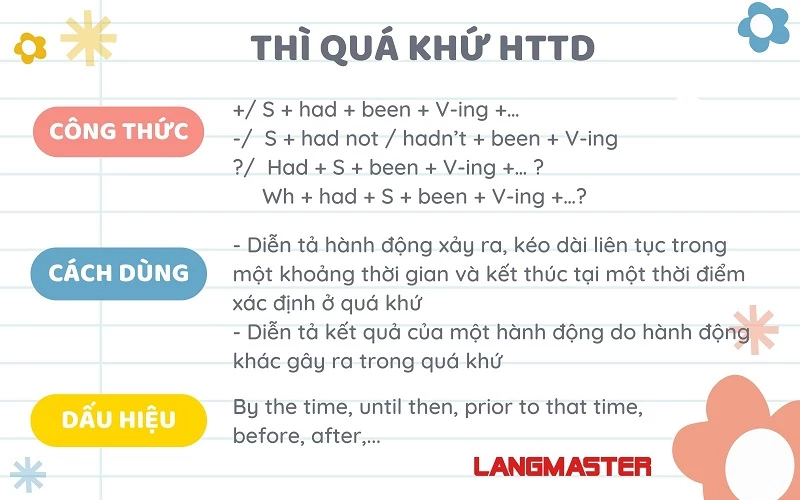 THÌ QUÁ KHỨ HTTD
CÔNG THỨC
+/ S + had + been + V-ing +...
-/ S + had not / hadn't + been + V-ing
?/ Had + S + been + V-ing +... ?
Wh + had + S + been + V-ing +...?
CÁCH DÙNG
- Diễn tả hành động xảy ra, kéo dài liên tục trong
một khoảng thời gian và kết thúc tại một thời điểm
xác định ở quá khứ
- Diễn tả kết quả của một hành động do hành động
khác gây ra trong quá khứ
DẤU HIỆU
By the time, until then, prior to that time,
before, after,...
LANGMASTER